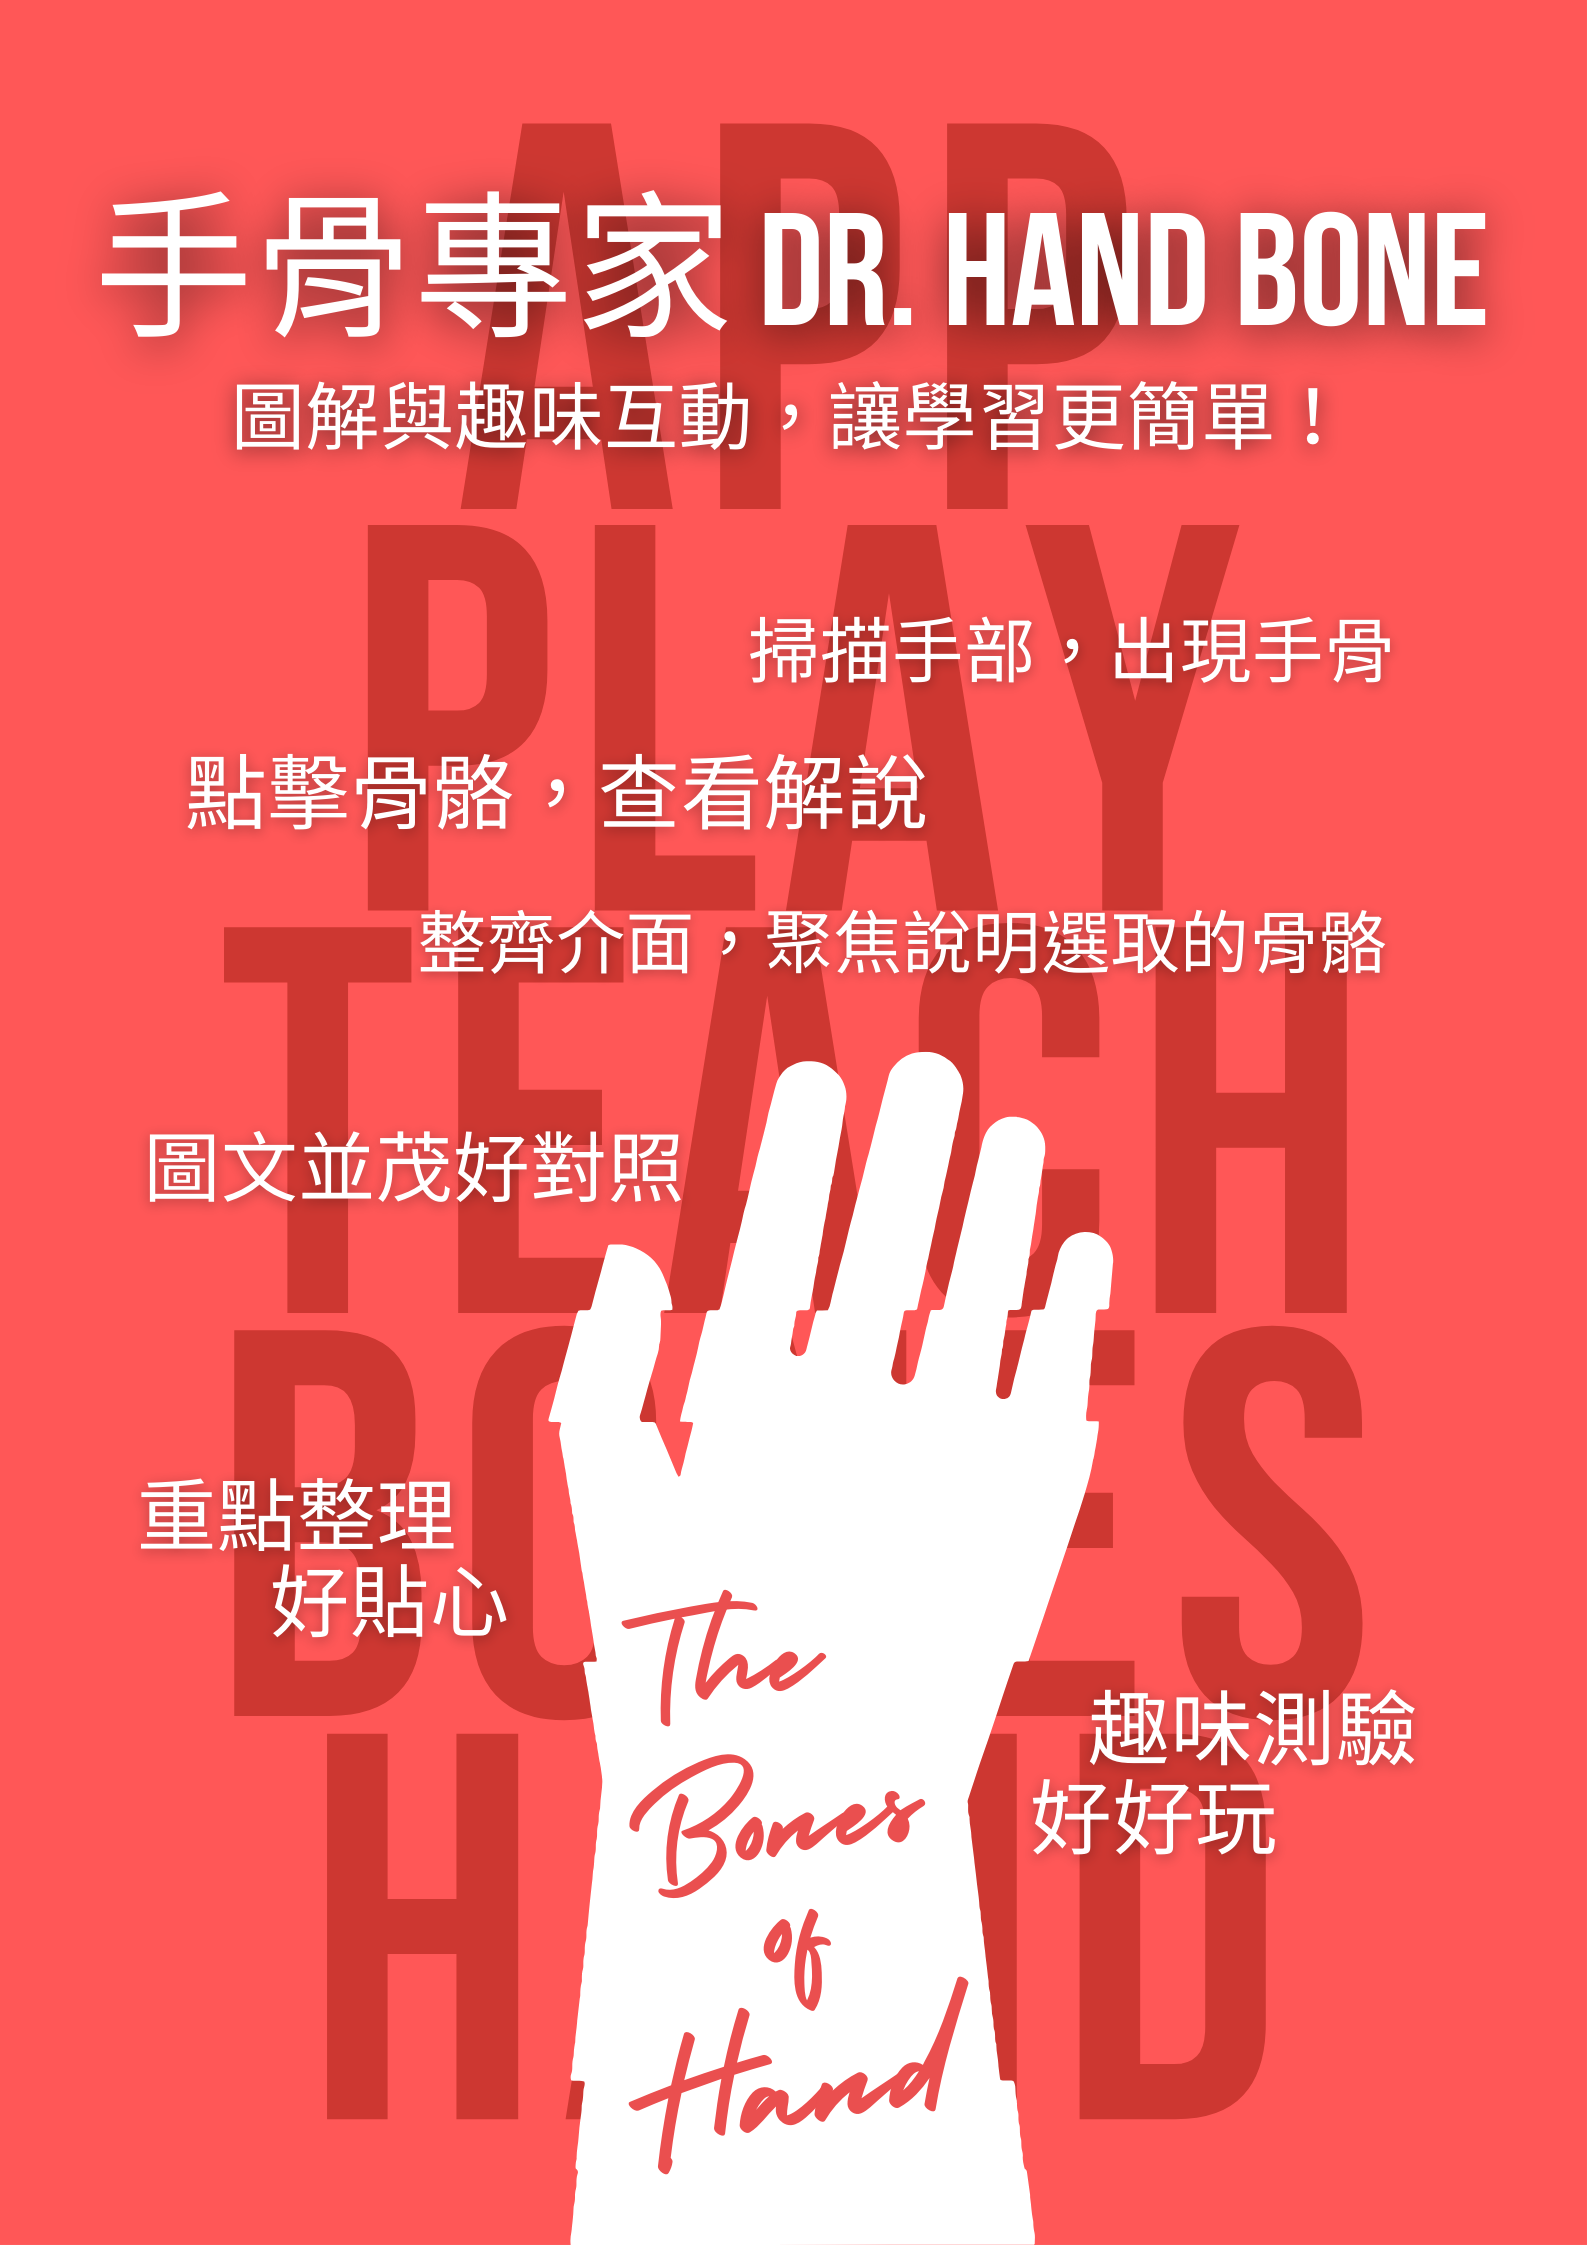 手骨專家 DR. HAND BONE
圖解與趣味互動，讓學習更簡單！
APP
PLAY
掃描手部，出現手骨
點擊骨骼，查看解說
整齊介面，聚焦說明選取的骨骼
TEACH
圖文並茂好對照
BONES
重點整理
好貼心
趣味測驗
好好玩
HAND
The
Bones
of
Hand